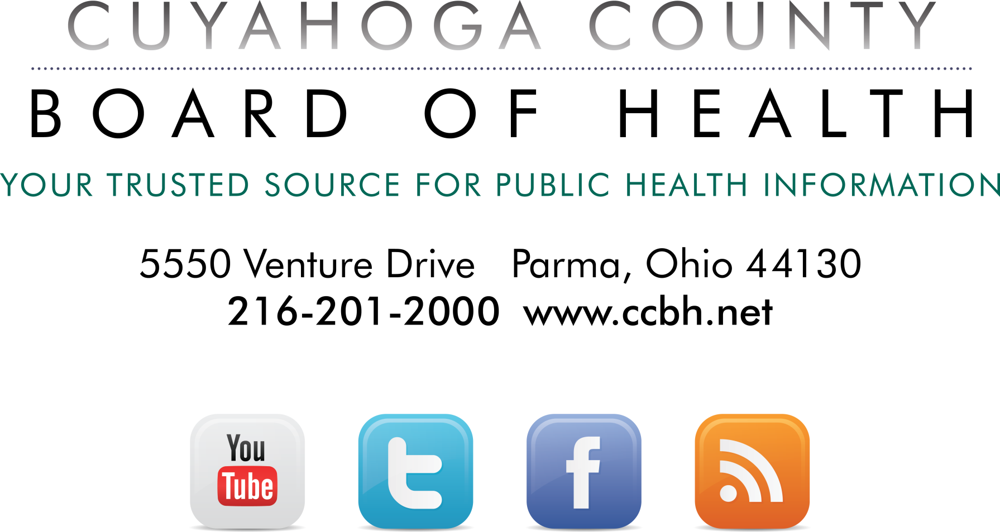 CUYAHOGA COUNTY
BOARD OF HEALTH
YOUR TRUSTED SOURCE FOR PUBLIC HEALTH INFORMATION
5550 Venture Drive Parma, Ohio 44130
216-201-2000 www.ccbh.net
You
Tube